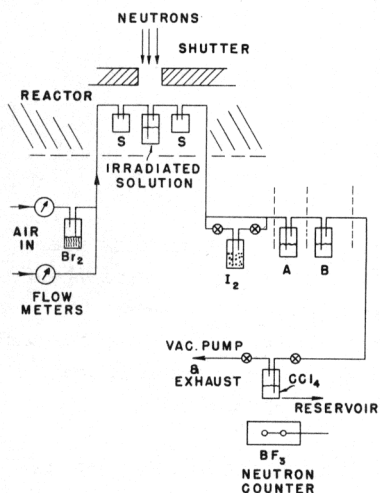 NEUTRONS
SHUTTER
REACTOR
S
S
IRRADIATED
SOLUTION
AIR
IN
Br2
FLOW
METERS
I2
A
B
VAC. PUMP
&
EXHAUST
CCl4
RESERVOIR
BF3
NEUTRON
COUNTER